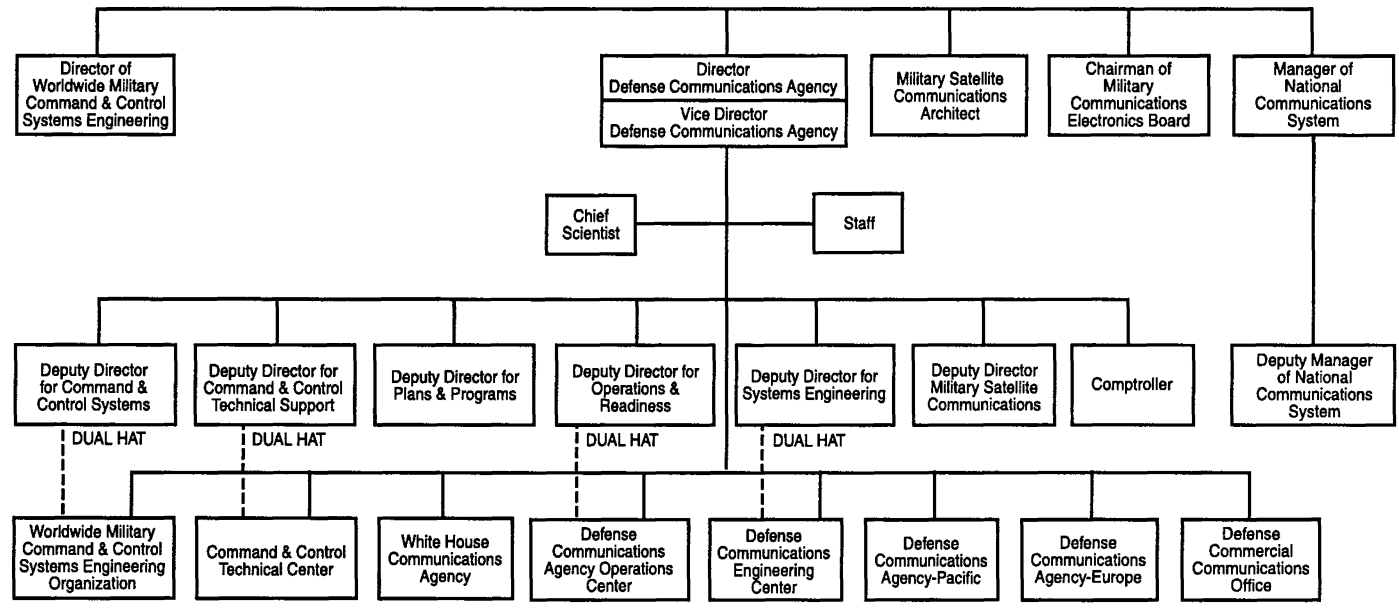 Director of
Worldwide Military
Command & Control
Systems Engineering
Director
Defense Communications Agency
Vice Director
Defense Communications Agency
Military Satellite
Communications
Architect
Chairman of
Military
Communications
Electronics Board
Manager of
National
Communications
System
Chief
Scientist
Staff
Deputy Director
for Command &
Control Systems
Deputy Director for
Command & Control
Technical Support
Deputy Director for
Plans & Programs
Deputy Director for
Operations &
Readiness
Deputy Director for
Systems Engineering
Deputy Director
Military Satellite
Communications
Comptroller
Deputy Manager
of National
Communications
System
DUAL HAT
DUAL HAT
DUAL HAT
DUAL HAT
Worldwide Military
Command & Control
Systems Engineering
Organization
Command & Control
Technical Center
White House
Communications
Agency
Defense
Communications
Agency Operations
Center
Defense
Communications
Engineering
Center
Defense
Communications
Agency-Pacific
Defense
Communications
Agency-Europe
Defense
Commercial
Communications
Office